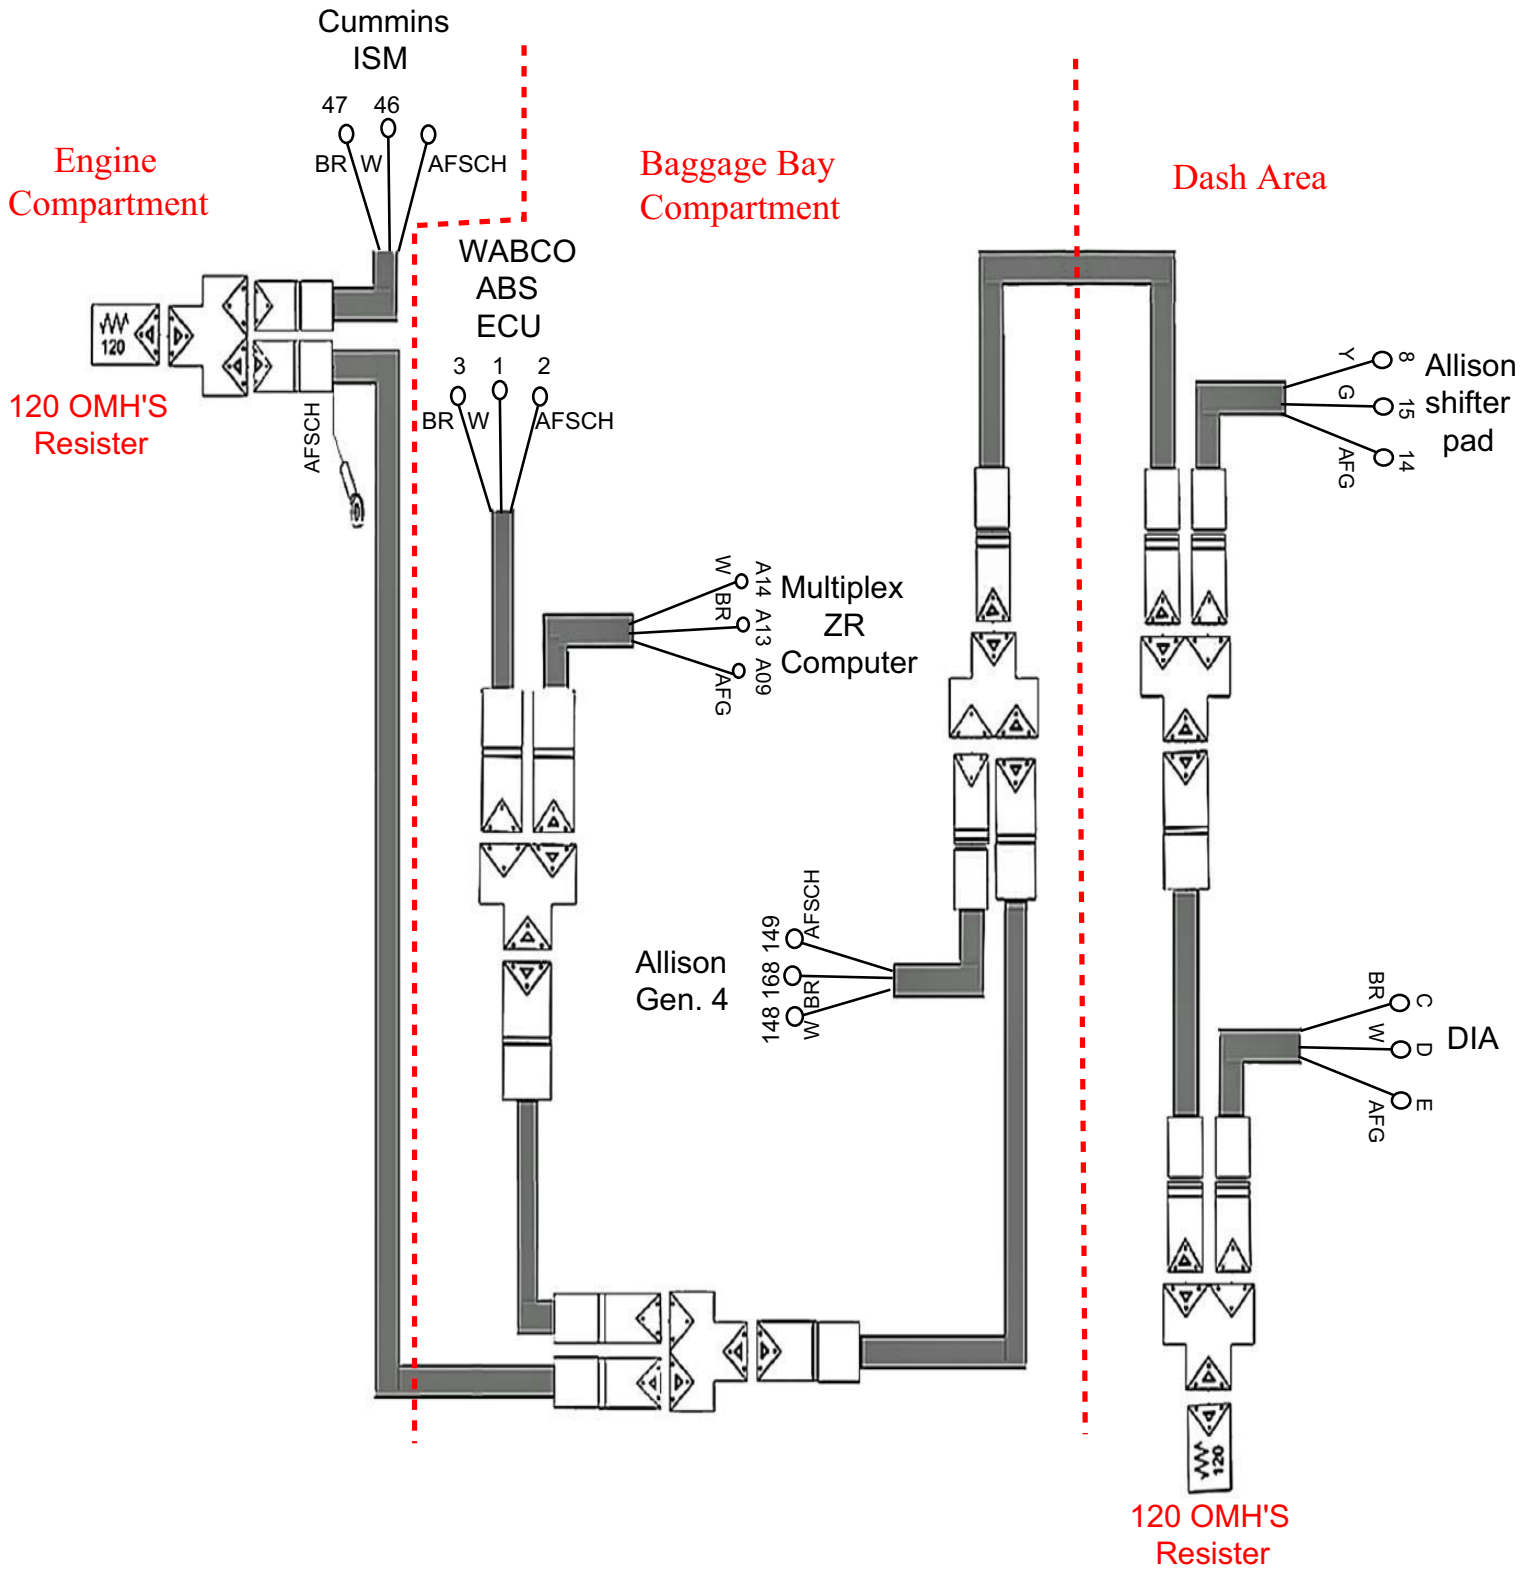 Cummins
ISM
47 46
BR W AFSCH
Engine
Compartment
Baggage Bay
Compartment
Dash Area
120
120 OMH'S
Resister
AFSCH
WABCO
ABS
ECU
3 1 2
BR W AFSCH
W A14
BR A13
AFG A09
Multiplex
ZR
Computer
Y 8
G 15
AFG 14
Allison
shifter
pad
Allison
Gen. 4
149 AFSCH
168 BR
148 W
BR C
W D
AFG E
DIA
120
120 OMH'S
Resister